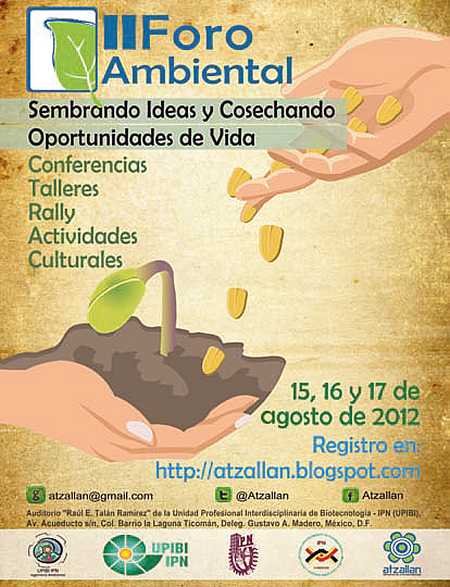 II Foro
Ambiental
Sembrando Ideas y Cosechando
Oportunidades de Vida
Conferencias
Talleres
Rally
Actividades
Culturales
15, 16 y 17 de
agosto de 2012
Registro en:
http://atzallan.blogspot.com
atzallan@gmail.com @Atzallan Atzallan
Auditorio "Raúl E. Talán Ramírez" de la Unidad Profesional Interdisciplinaria de Biotecnología - IPN (UPIBI),
Av. Acueducto s/n, Col. Barrio la Laguna Ticomán, Deleg. Gustavo A. Madero, México, D.F.
UPIBI-IPN UPIBI IPN IPN atzallan